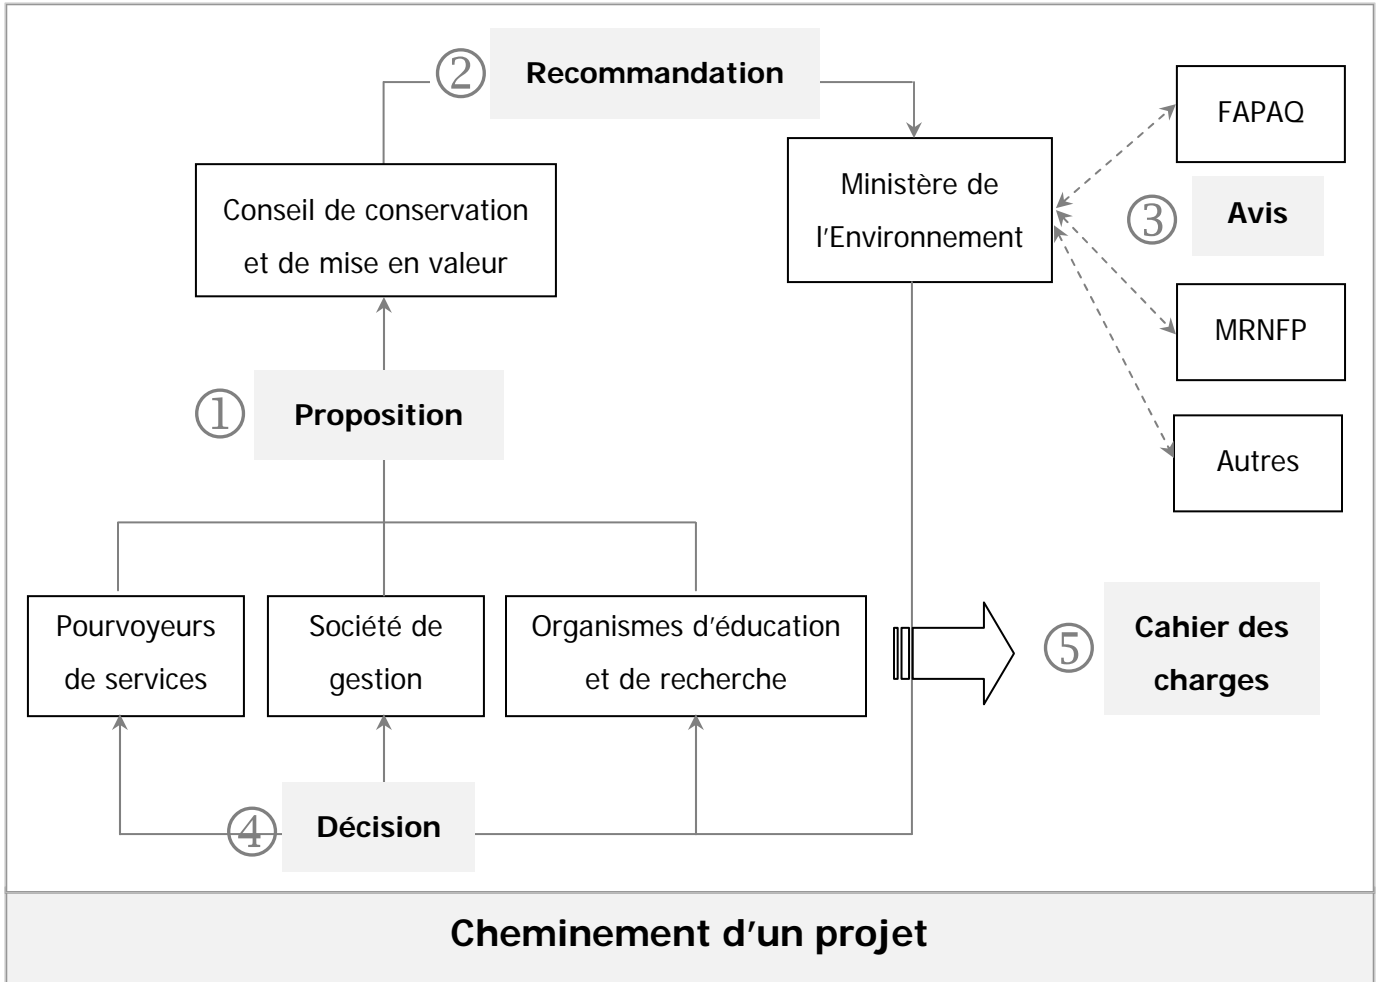 ② Recommandation
FAPAQ
Ministère de
l'Environnement
Conseil de conservation
et de mise en valeur
③ Avis
MRNFP
① Proposition
Autres
Pourvoyeurs
de services
Société de
gestion
Organismes d'éducation
et de recherche
⑤ Cahier des
charges
④ Décision
Cheminement d'un projet